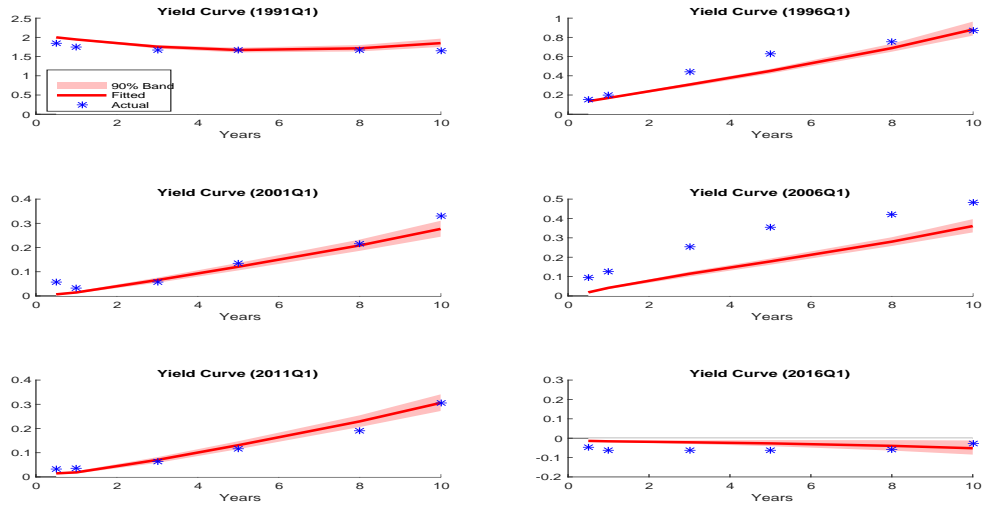 Yield Curve (1991Q1)
2.5
2
1.5
1
0.5
0
90% Band
Fitted
Actual
0 2 4 6 8 10
Years
Yield Curve (1996Q1)
1
0.8
0.6
0.4
0.2
0
0 2 4 6 8 10
Years
Yield Curve (2001Q1)
0.4
0.3
0.2
0.1
0
0 2 4 6 8 10
Years
Yield Curve (2006Q1)
0.5
0.4
0.3
0.2
0.1
0
0 2 4 6 8 10
Years
Yield Curve (2011Q1)
0.4
0.3
0.2
0.1
0
0 2 4 6 8 10
Years
Yield Curve (2016Q1)
0.3
0.2
0.1
0
-0.1
-0.2
0 2 4 6 8 10
Years